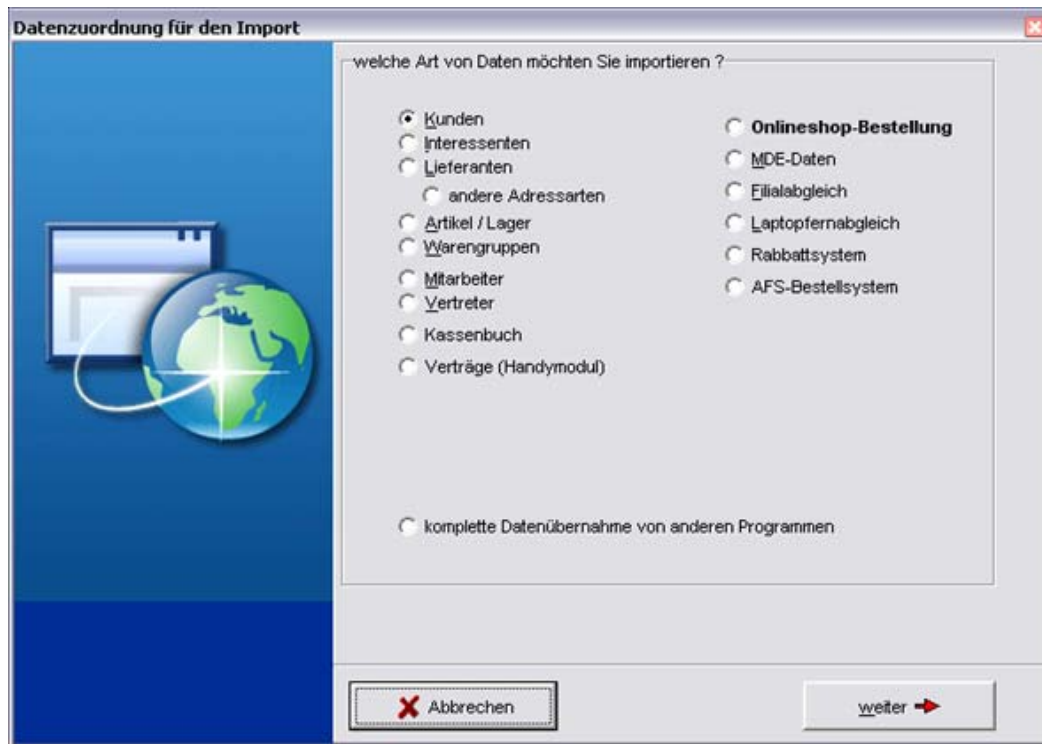 Datenzuordnung für den Import
welche Art von Daten möchten Sie importieren ?
Kunden
Interessenten
Lieferanten
andere Adressarten
Artikel / Lager
Warengruppen
Mitarbeiter
Vertreter
Kassenbuch
Verträge (Handymodul)
Onlineshop-Bestellung
MDE-Daten
Filialabgleich
Laptopfernabgleich
Rabbattsystem
AFS-Bestellsystem
komplette Datenübernahme von anderen Programmen
Abbrechen
weiter